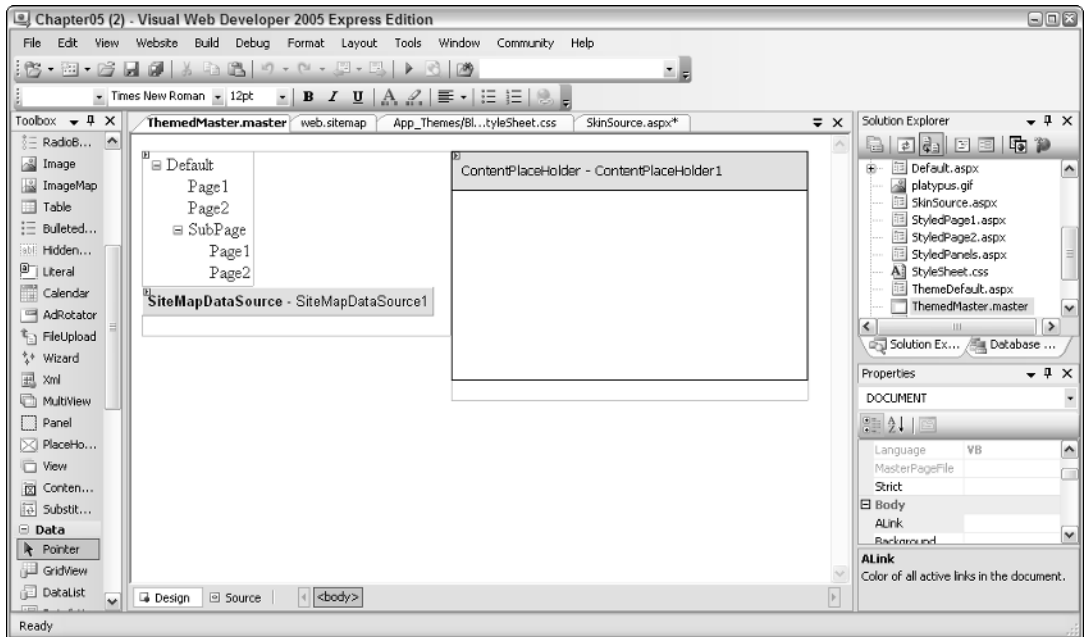 Chapter05 (2) - Visual Web Developer 2005 Express Edition
File Edit View Website Build Debug Format Layout Tools Window Community Help
Times New Roman 12pt B I U A
Toolbox
ThemedMaster.master web.sitemap App_Themes/Bl...tyleSheet.css SkinSource.aspx*
Solution Explorer
RadioB...
Image
ImageMap
Table
Bulleted...
Hidden...
Literal
Calendar
AdRotator
FileUpload
Wizard
Xml
MultiView
Panel
PlaceHo...
View
Conten...
Substit...
Data
Pointer
GridView
DataList
Default
Page1
Page2
SubPage
Page1
Page2
SiteMapDataSource - SiteMapDataSource1
ContentPlaceHolder - ContentPlaceHolder1
Design Source <body>
Default.aspx
platypus.gif
SkinSource.aspx
StyledPage1.aspx
StyledPage2.aspx
StyledPanels.aspx
StyleSheet.css
ThemeDefault.aspx
ThemedMaster.master
Solution Ex... Database ...
Properties
DOCUMENT
Language VB
MasterPageFile
Strict
Body
ALink
Background
ALink
Color of all active links in the document.
Ready